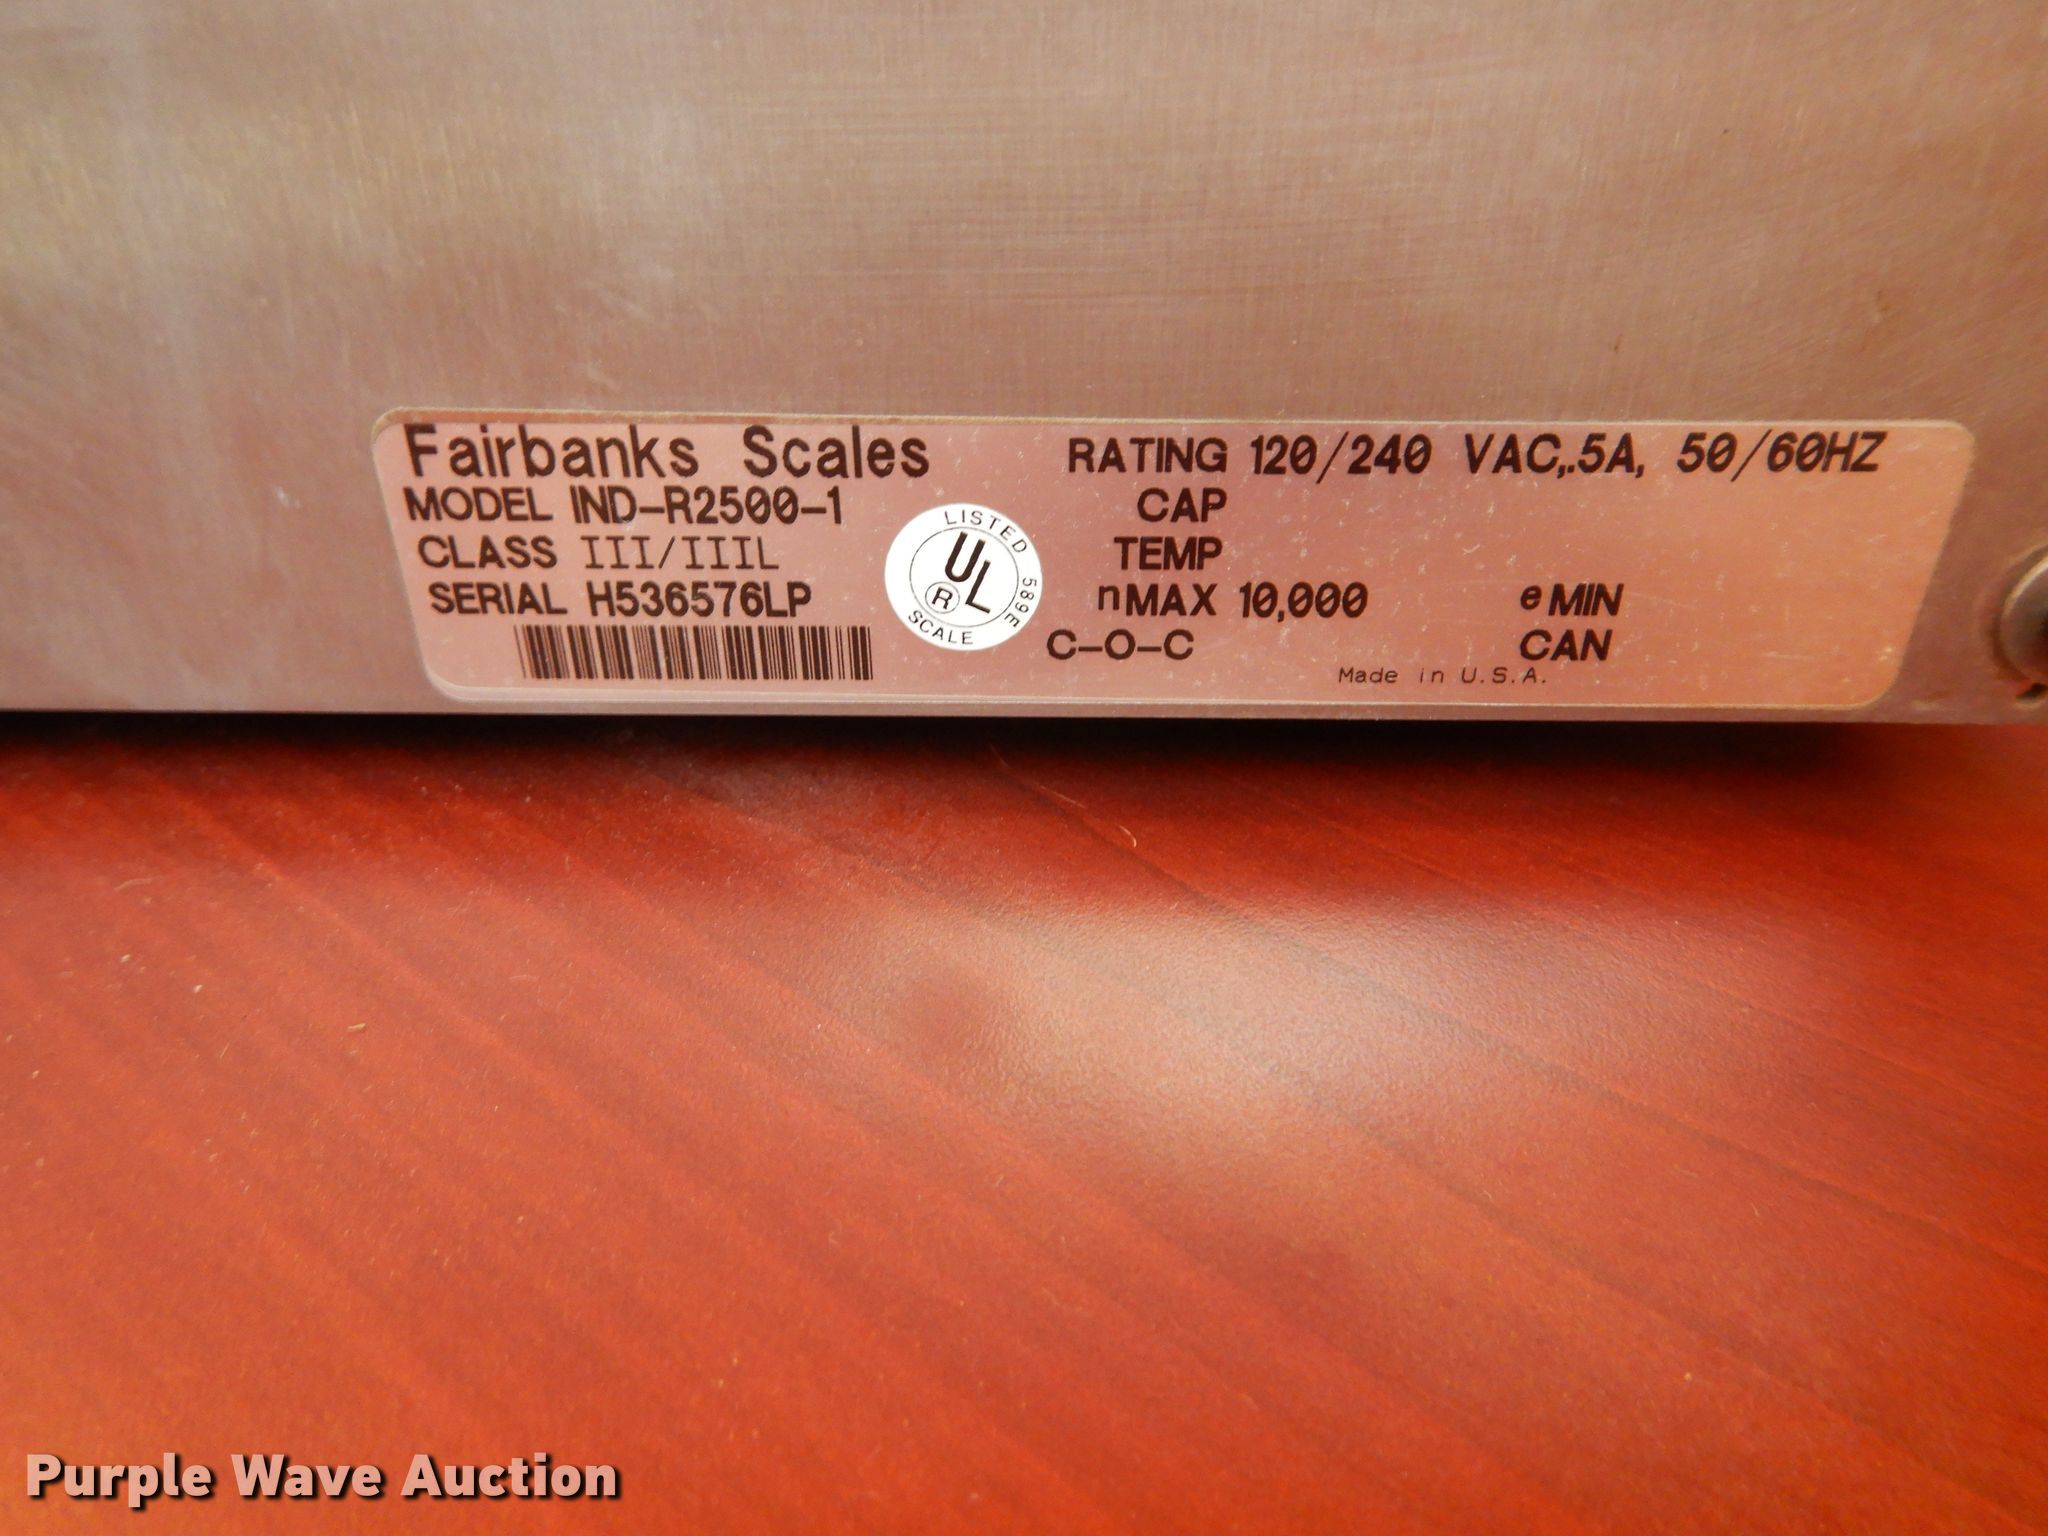 Fairbanks Scales
MODEL IND-R2500-1
CLASS III/IIIL
SERIAL H536576LP
LISTED 589E
UL
R
SCALE
RATING 120/240 VAC,.5A, 50/60HZ
CAP
TEMP
nMAX 10,000 eMIN
C-O-C CAN
Made in U.S.A.
Purple Wave Auction